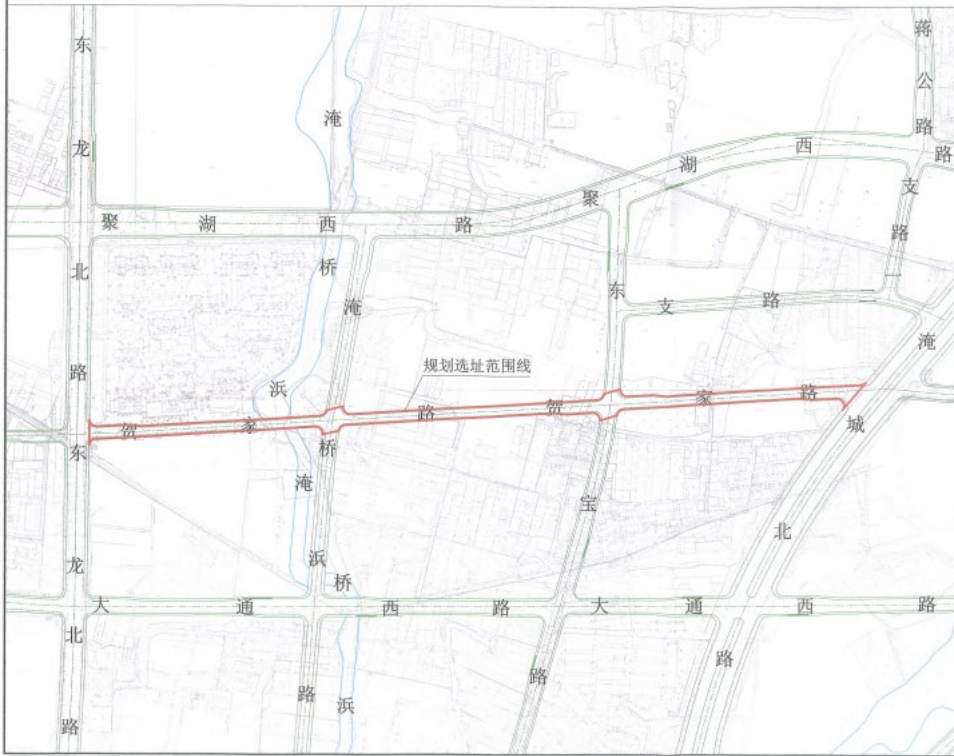 蒋公路
东龙北路
淹桥浜
聚湖西路
聚湖西路
支路一
淹桥浜路
东宝路
支路二
淹城北路
规划选址范围线
贺家路
贺家路
东龙北路
淹桥浜
大通西路
大通西路